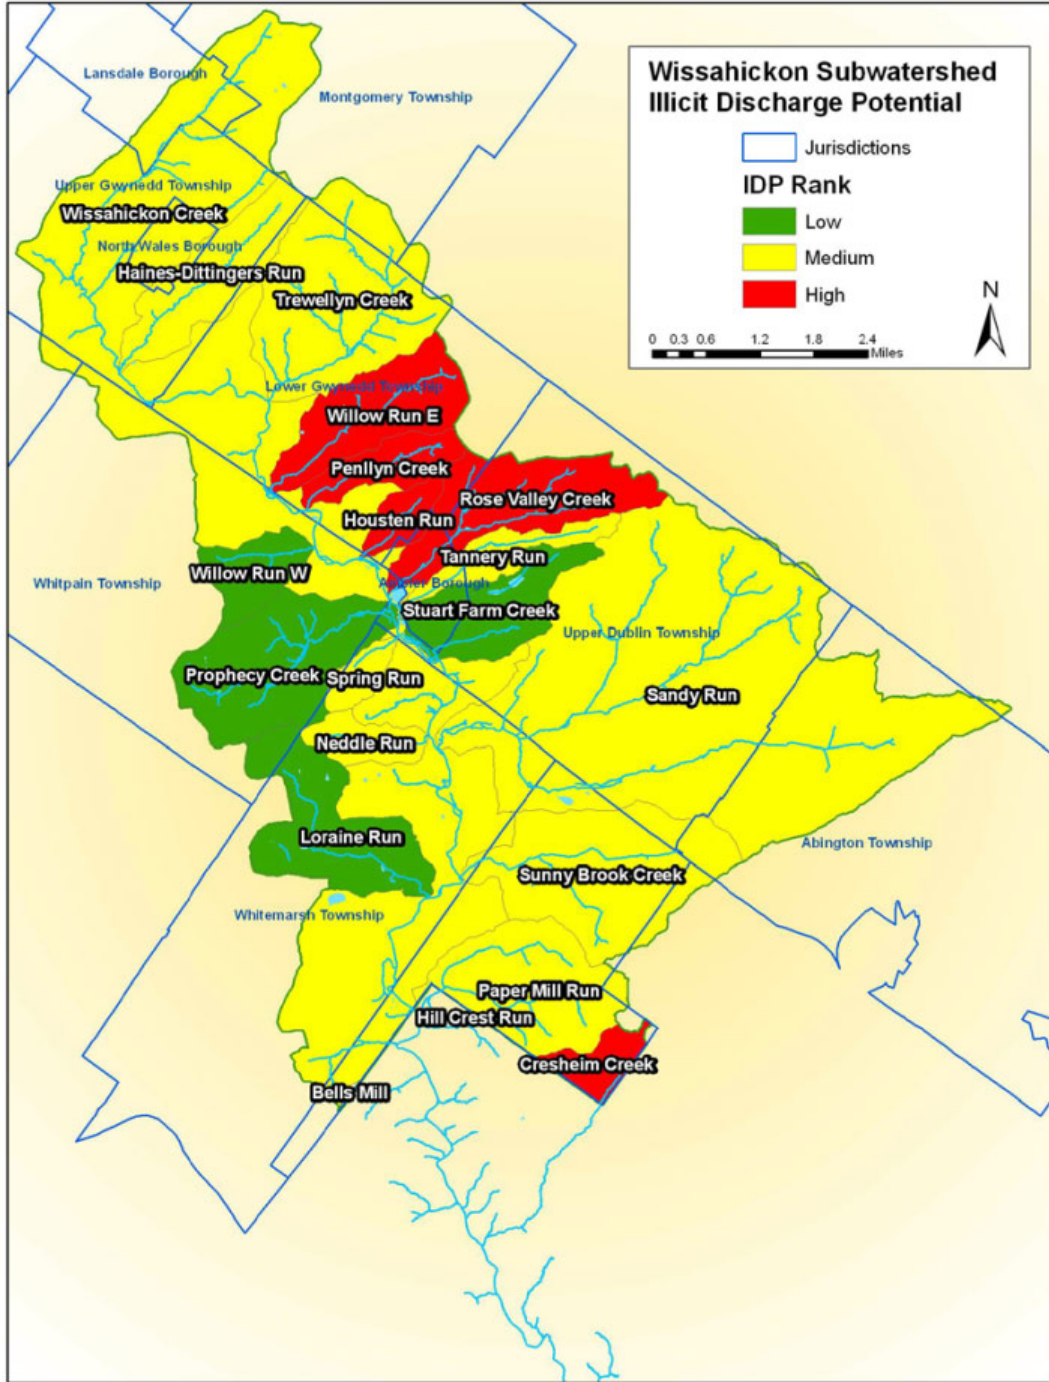 Wissahickon Subwatershed
Illicit Discharge Potential
Jurisdictions
IDP Rank
Low
Medium
High
N
0 0.3 0.6 1.2 1.8 2.4
Miles
Lansdale Borough
Montgomery Township
Upper Gwynedd Township
Wissahickon Creek
North Wales Borough
Haines-Dittingers Run
Trewellyn Creek
Lower Gwynedd Township
Willow Run E
Penllyn Creek
Rose Valley Creek
Housten Run
Tannery Run
Willow Run W
Whitpain Township
Borough
Stuart Farm Creek
Upper Dublin Township
Prophecy Creek
Spring Run
Sandy Run
Neddle Run
Loraine Run
Abington Township
Sunny Brook Creek
Whitemarsh Township
Paper Mill Run
Hill Crest Run
Cresheim Creek
Bells Mill